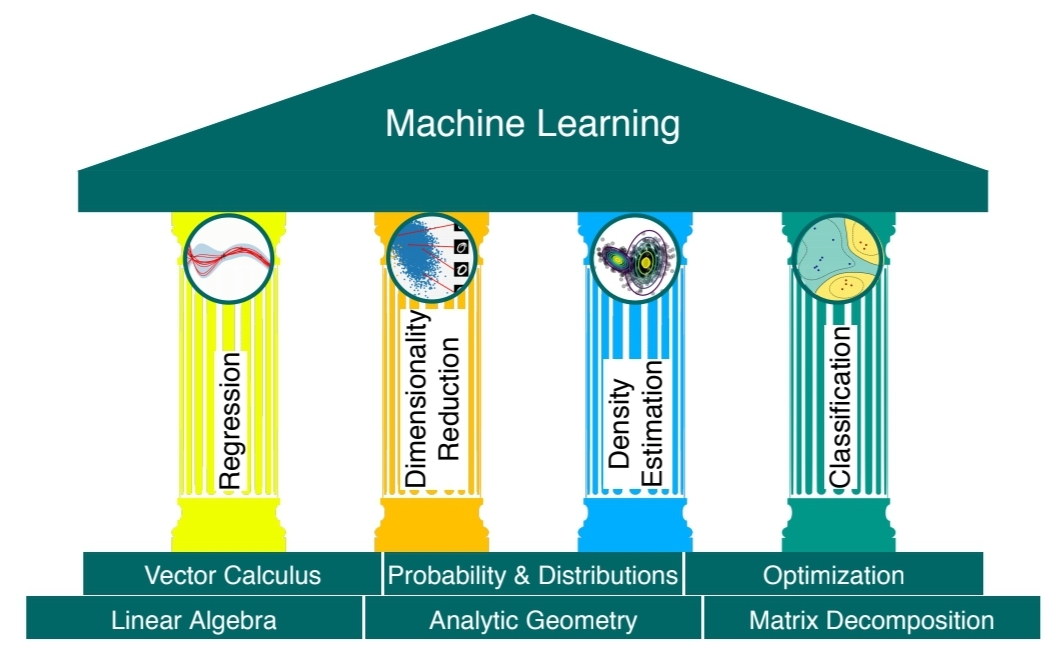 Machine Learning
Regression
Dimensionality
Reduction
Density
Estimation
Classification
Vector Calculus
Probability & Distributions
Optimization
Linear Algebra
Analytic Geometry
Matrix Decomposition